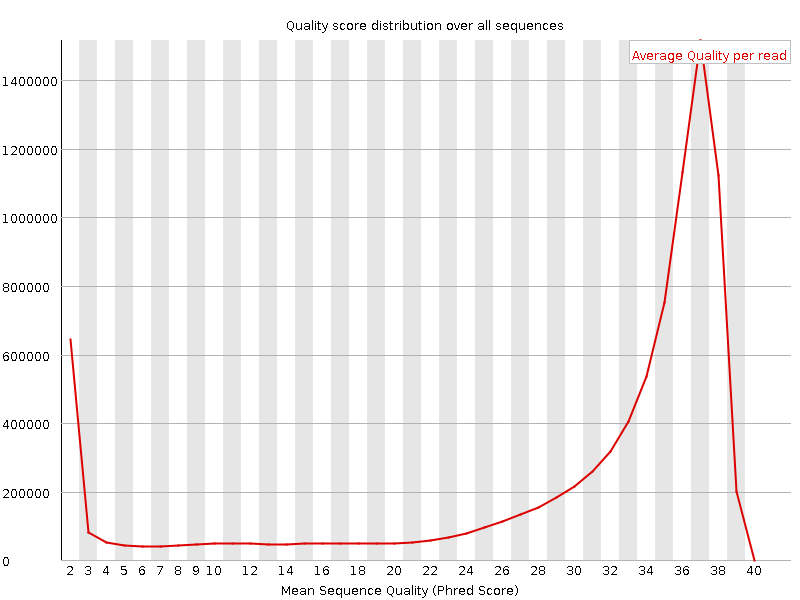 Quality score distribution over all sequences
Average Quality per read
1400000
1200000
1000000
800000
600000
400000
200000
0
2 3 4 5 6 7 8 9 10 12 14 16 18 20 22 24 26 28 30 32 34 36 38 40
Mean Sequence Quality (Phred Score)